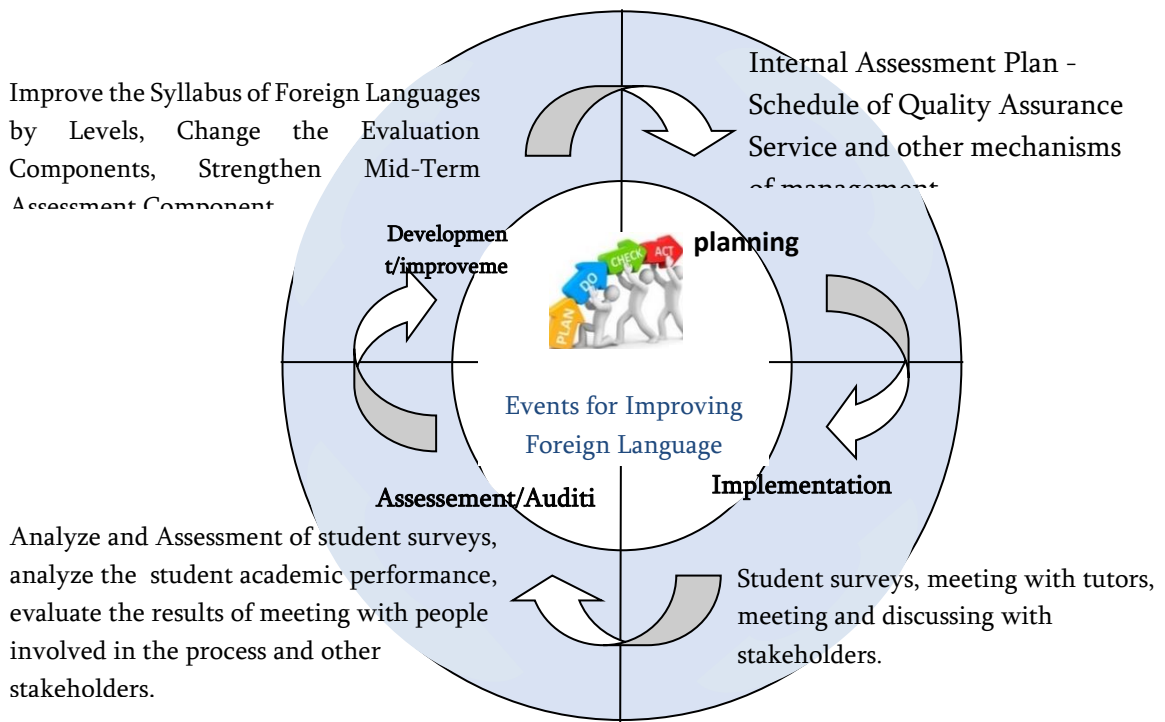 Improve the Syllabus of Foreign Languages
by Levels, Change the Evaluation
Components, Strengthen Mid-Term
Assessment Component
Internal Assessment Plan -
Schedule of Quality Assurance
Service and other mechanisms
of management
Developmen
t/improveme
planning
PLAN
DO
CHECK
ACT
Events for Improving
Foreign Language
Assessement/Auditi
Implementation
Analyze and Assessment of student surveys,
analyze the student academic performance,
evaluate the results of meeting with people
involved in the process and other
stakeholders.
Student surveys, meeting with tutors,
meeting and discussing with
stakeholders.